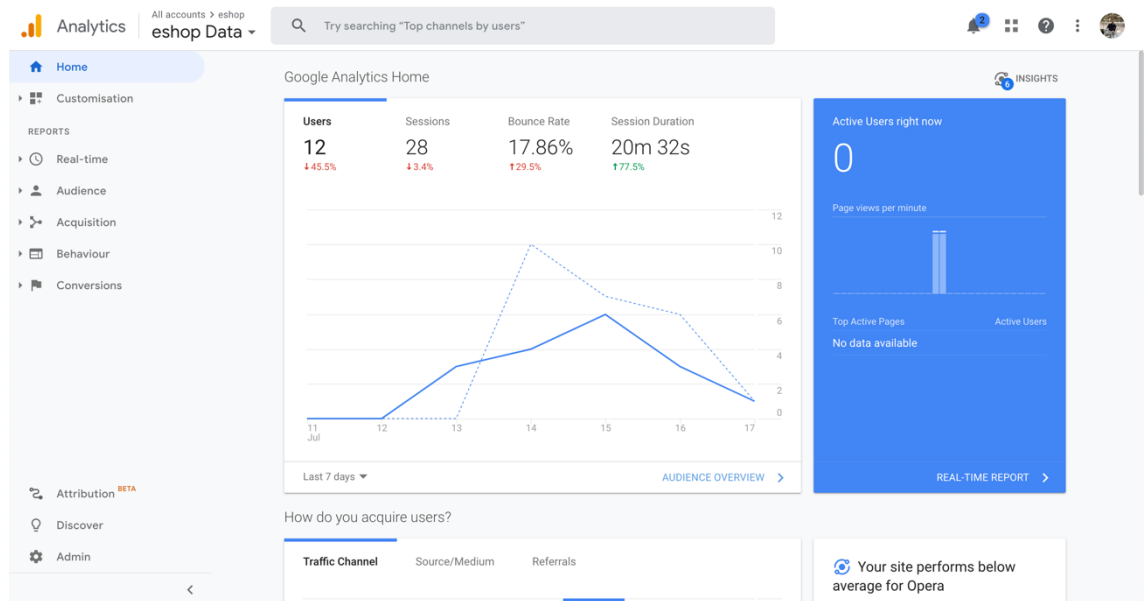 Analytics
All accounts > eshop
eshop Data
Try searching “Top channels by users”
2
Home
Customisation
REPORTS
Real-time
Audience
Acquisition
Behaviour
Conversions
Attribution BETA
Discover
Admin
Google Analytics Home
6 INSIGHTS
Users Sessions Bounce Rate Session Duration
12 28 17.86% 20m 32s
↓45.5% ↓3.4% ↑29.5% ↑77.5%
12
10
8
6
4
2
0
11 12 13 14 15 16 17
Jul
Last 7 days
AUDIENCE OVERVIEW
Active Users right now
0
Page views per minute
Top Active Pages Active Users
No data available
REAL-TIME REPORT
How do you acquire users?
Traffic Channel Source/Medium Referrals
Your site performs below
average for Opera